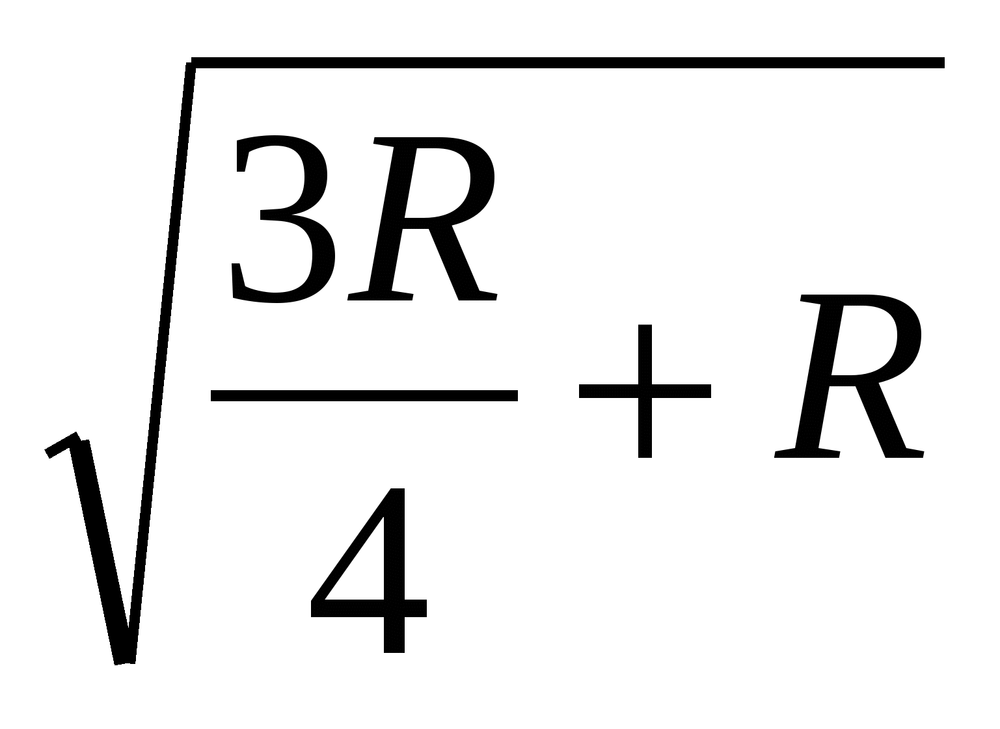 √(3R/4 + R)